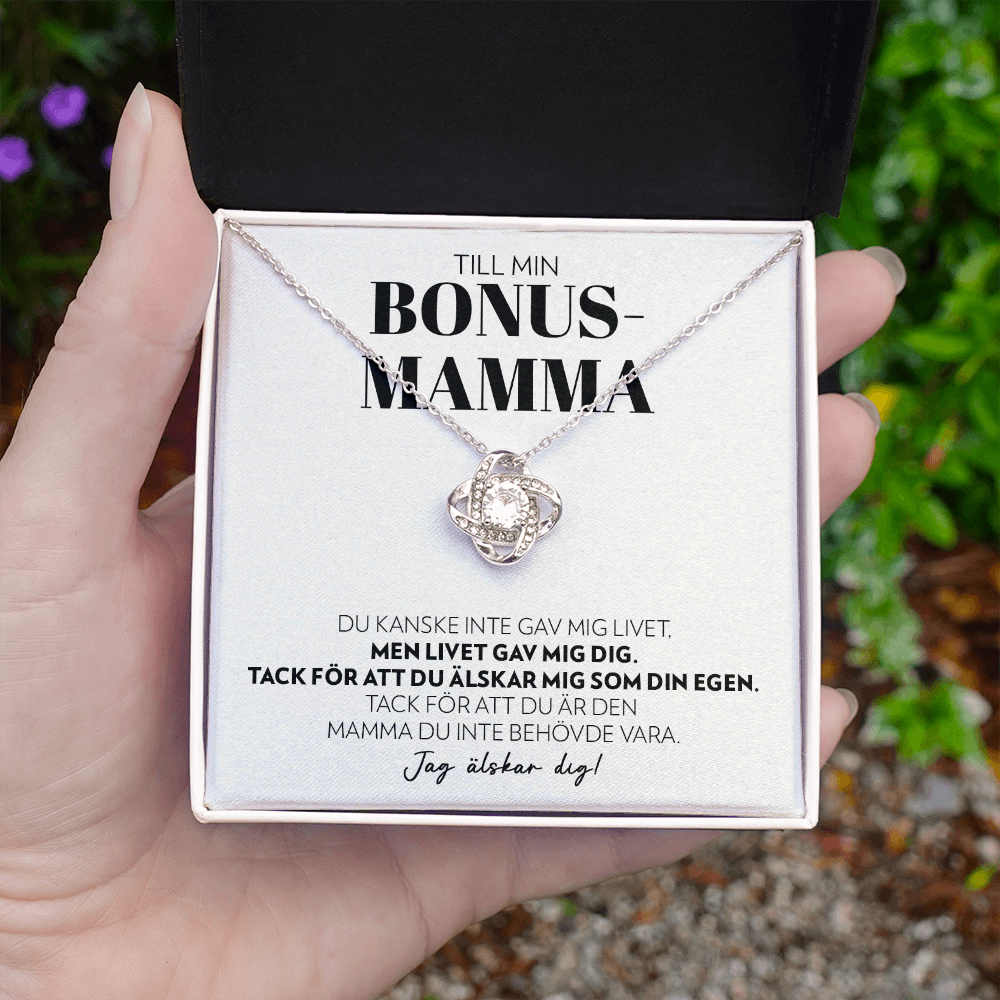 TILL MIN
BONUS-
MAMMA
DU KANSKE INTE GAV MIG LIVET,
MEN LIVET GAV MIG DIG.
TACK FÖR ATT DU ÄLSKAR MIG SOM DIN EGEN.
TACK FÖR ATT DU ÄR DEN
MAMMA DU INTE BEHÖVDE VARA.
Jag älskar dig!